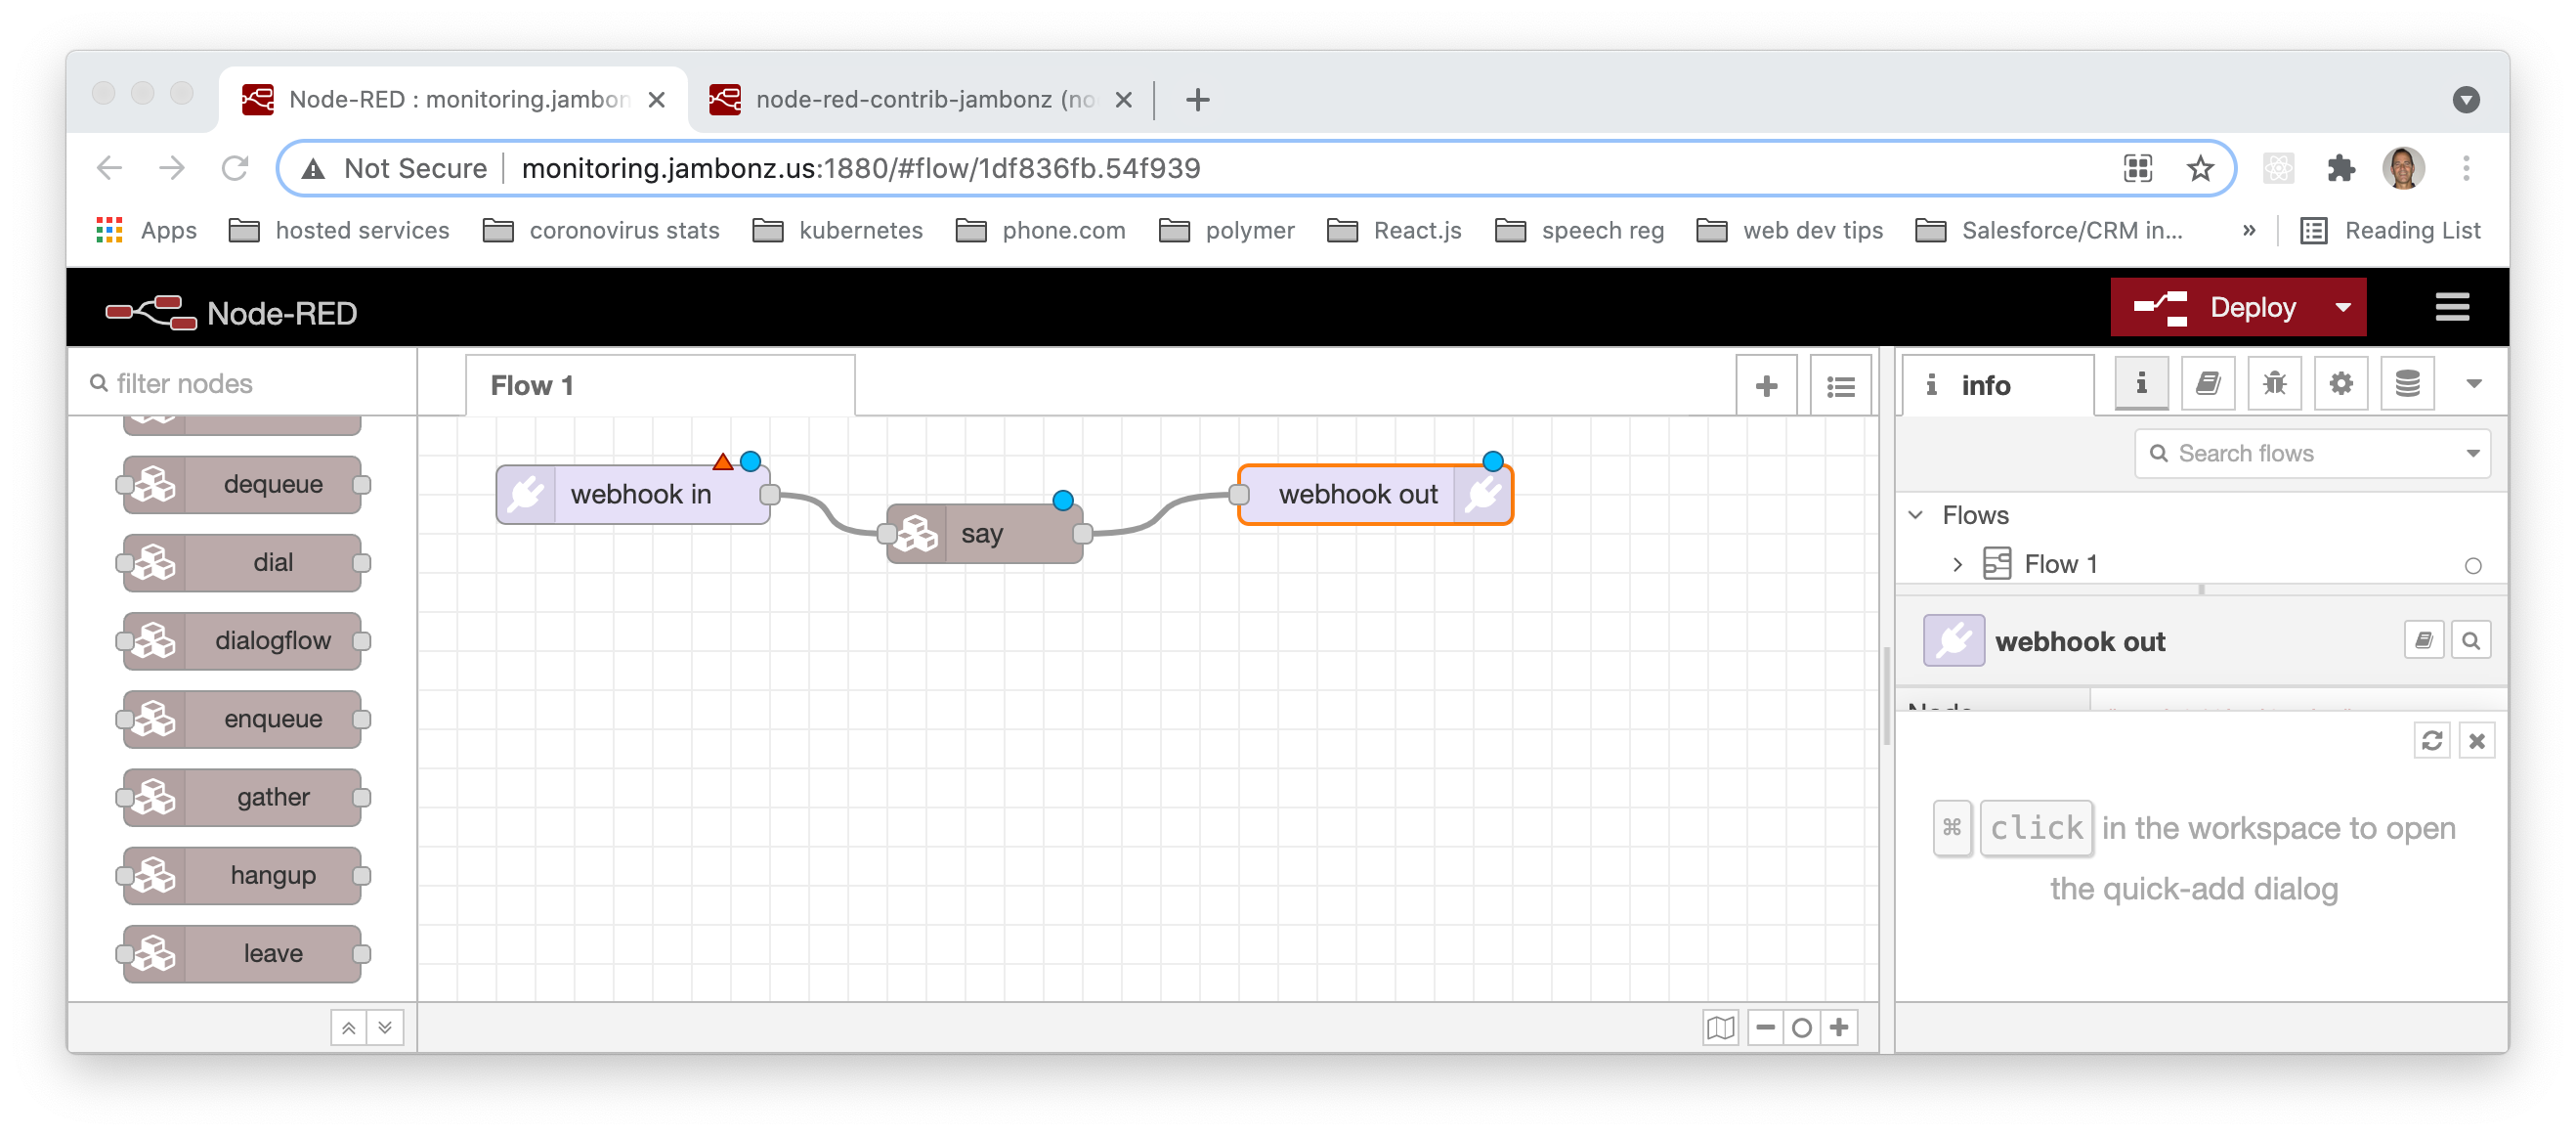 Node-RED : monitoring.jambon
node-red-contrib-jambonz (no
Not Secure
monitoring.jambonz.us:1880/#flow/1df836fb.54f939
Apps
hosted services
coronovirus stats
kubernetes
phone.com
polymer
React.js
speech reg
web dev tips
Salesforce/CRM in...
»
Reading List
Node-RED
Deploy
filter nodes
Flow 1
i info
i
Search flows
dequeue
dial
dialogflow
enqueue
gather
hangup
leave
webhook in
say
webhook out
Flows
Flow 1
webhook out
Node
⌘ click in the workspace to open
the quick-add dialog